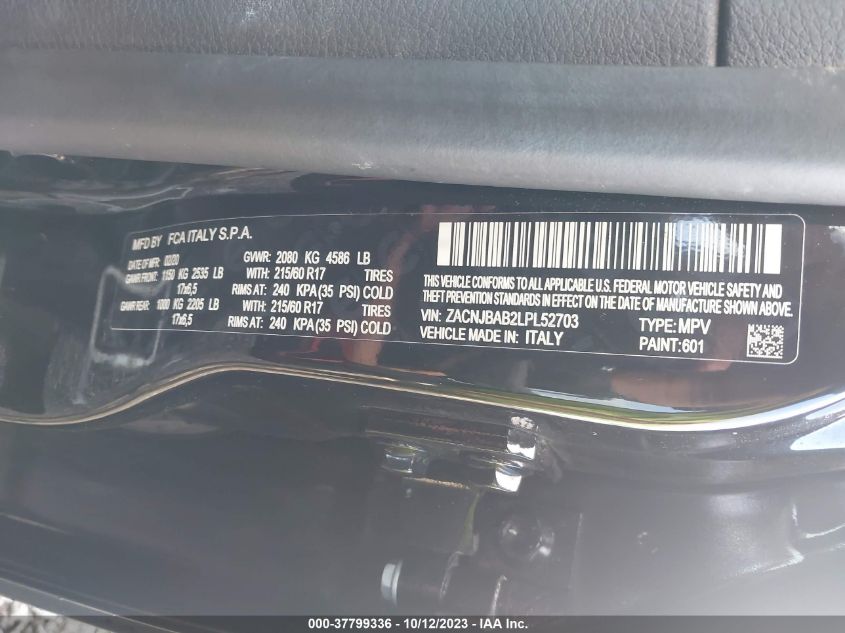 MFD BY FCA ITALY S.P.A.
DATE OF MFR: 02/20 GVWR: 2080 KG 4586 LB
GAWR FRONT: 1150 KG 2535 LB WITH: 215/60 R17 TIRES
17x6,5 RIMS AT: 240 KPA(35 PSI) COLD
GAWR REAR: 1000 KG 2205 LB WITH: 215/60 R17 TIRES
17x6,5 RIMS AT: 240 KPA(35 PSI) COLD
THIS VEHICLE CONFORMS TO ALL APPLICABLE U.S. FEDERAL MOTOR VEHICLE SAFETY AND
THEFT PREVENTION STANDARDS IN EFFECT ON THE DATE OF MANUFACTURE SHOWN ABOVE.
VIN: ZACNJBAB2LPL52703 TYPE: MPV
VEHICLE MADE IN: ITALY PAINT:601
000-37799336 - 10/12/2023 - IAA Inc.